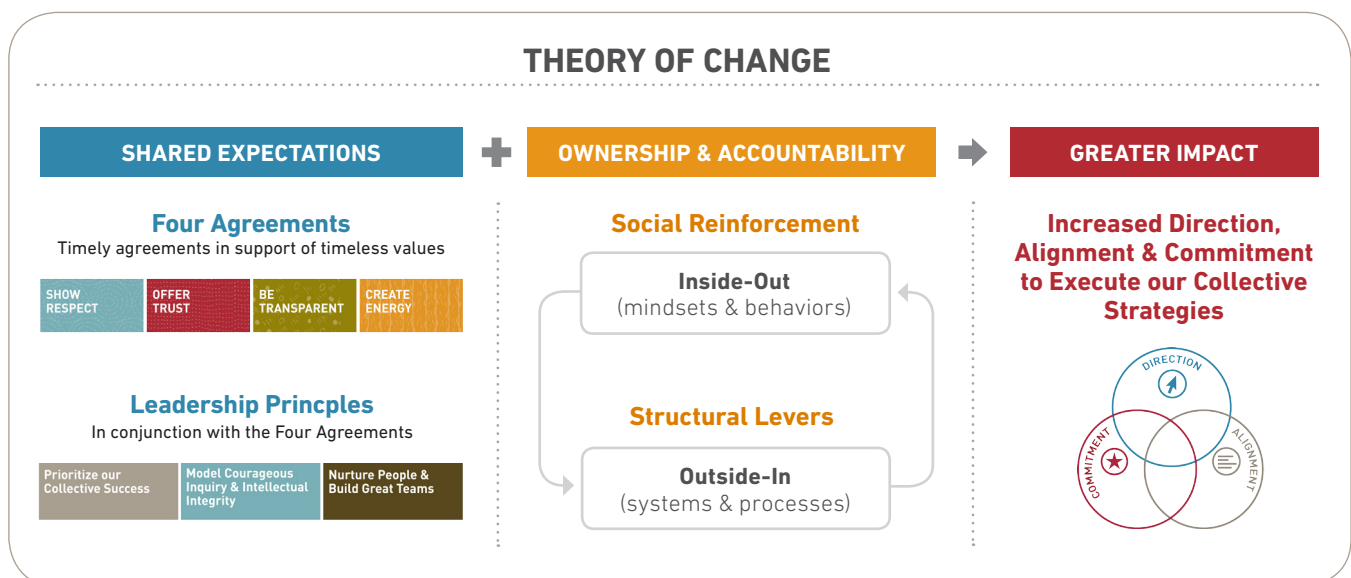 THEORY OF CHANGE
SHARED EXPECTATIONS
Four Agreements
Timely agreements in support of timeless values
SHOW
RESPECT
OFFER
TRUST
BE
TRANSPARENT
CREATE
ENERGY
Leadership Princples
In conjunction with the Four Agreements
Prioritize our
Collective Success
Model Courageous
Inquiry & Intellectual
Integrity
Nurture People &
Build Great Teams
OWNERSHIP & ACCOUNTABILITY
Social Reinforcement
Inside-Out
(mindsets & behaviors)
Structural Levers
Outside-In
(systems & processes)
GREATER IMPACT
Increased Direction,
Alignment & Commitment
to Execute our Collective
Strategies
DIRECTION
COMMITMENT
ALIGNMENT